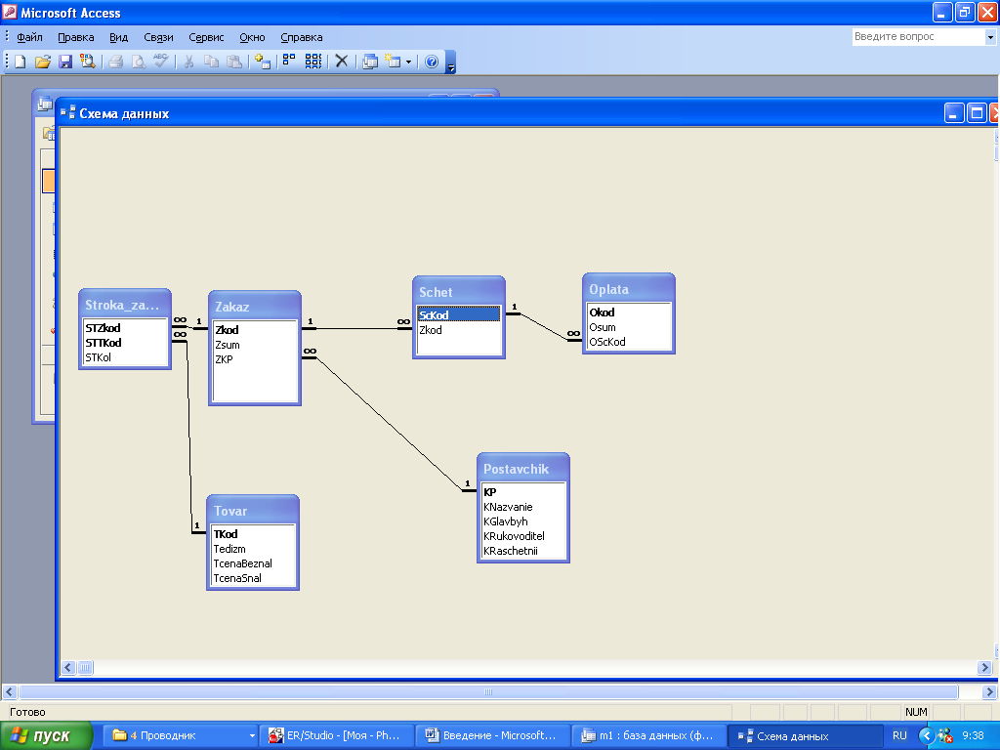 Microsoft Access
Файл Правка Вид Связи Сервис Окно Справка
Введите вопрос
Схема данных
Stroka_za...
STZkod
STTKod
STKol
∞
∞
1
Zakaz
Zkod
Zsum
ZKP
1
∞
∞
Schet
ScKod
Zkod
1
∞
Oplata
Okod
Osum
OScKod
1
Tovar
TKod
Tedizm
TcenaBeznal
TcenaSnal
1
Postavchik
KP
KNazvanie
KGlavbyh
KRukovoditel
KRaschetnii
Готово
NUM
пуск
4 Проводник
ER/Studio - [Моя - Ph...
Введение - Microsoft...
m1 : база данных (ф...
Схема данных
RU
9:38